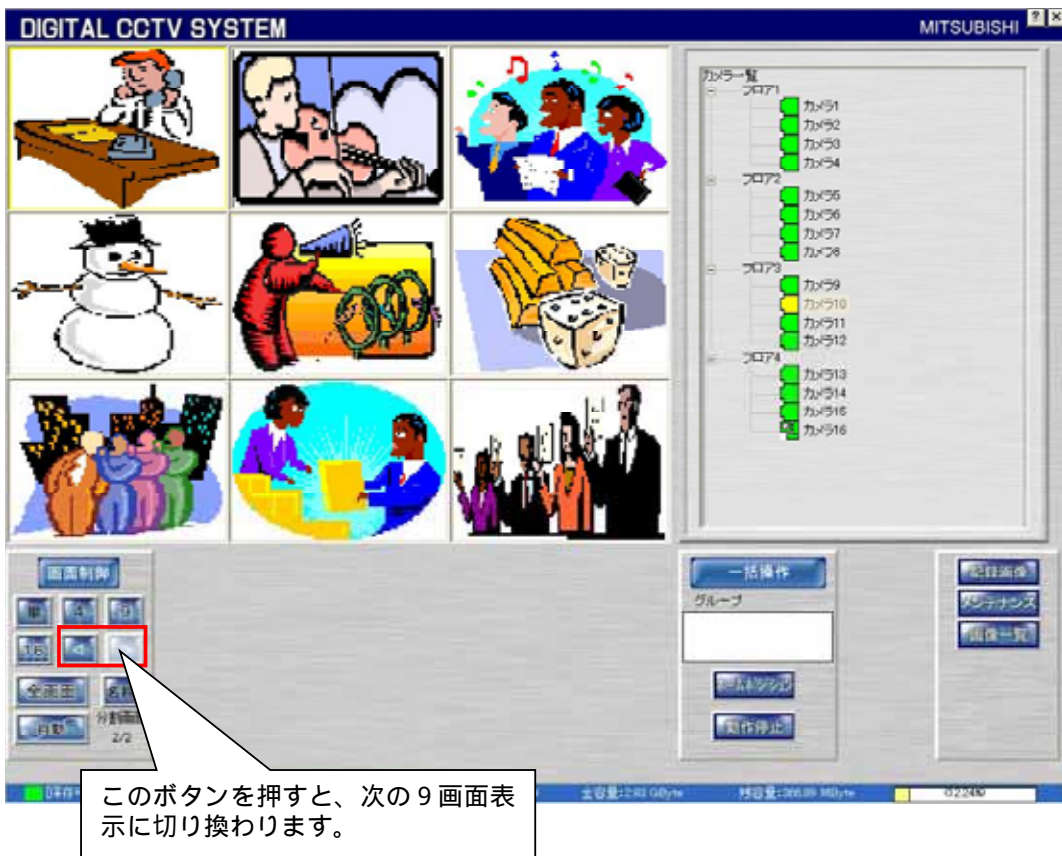 DIGITAL CCTV SYSTEM
MITSUBISHI
カメラ一覧
フロア1
カメラ1
カメラ2
カメラ3
カメラ4
フロア2
カメラ5
カメラ6
カメラ7
カメラ8
フロア3
カメラ9
カメラ10
カメラ11
カメラ12
フロア4
カメラ13
カメラ14
カメラ15
カメラ16
画面制御
単 4 9
16
全画面
自動
2/2
一括操作
グループ
ホームポジション
動作停止
記録画像
メンテナンス
画像一覧
このボタンを押すと、次の9画面表
示に切り換わります。